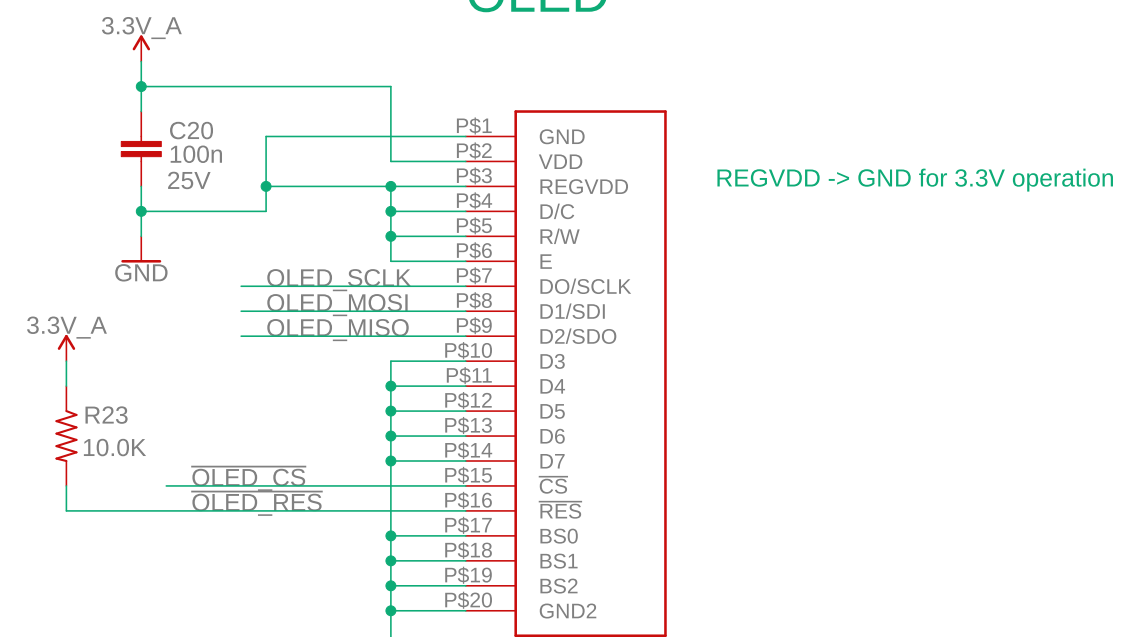 OLED
3.3V_A
C20
100n
25V
GND
3.3V_A
R23
10.0K
OLED_SCLK
OLED_MOSI
OLED_MISO
OLED_CS
OLED_RES
P$1 GND
P$2 VDD
P$3 REGVDD
P$4 D/C
P$5 R/W
P$6 E
P$7 DO/SCLK
P$8 D1/SDI
P$9 D2/SDO
P$10 D3
P$11 D4
P$12 D5
P$13 D6
P$14 D7
P$15 CS
P$16 RES
P$17 BS0
P$18 BS1
P$19 BS2
P$20 GND2
REGVDD -> GND for 3.3V operation